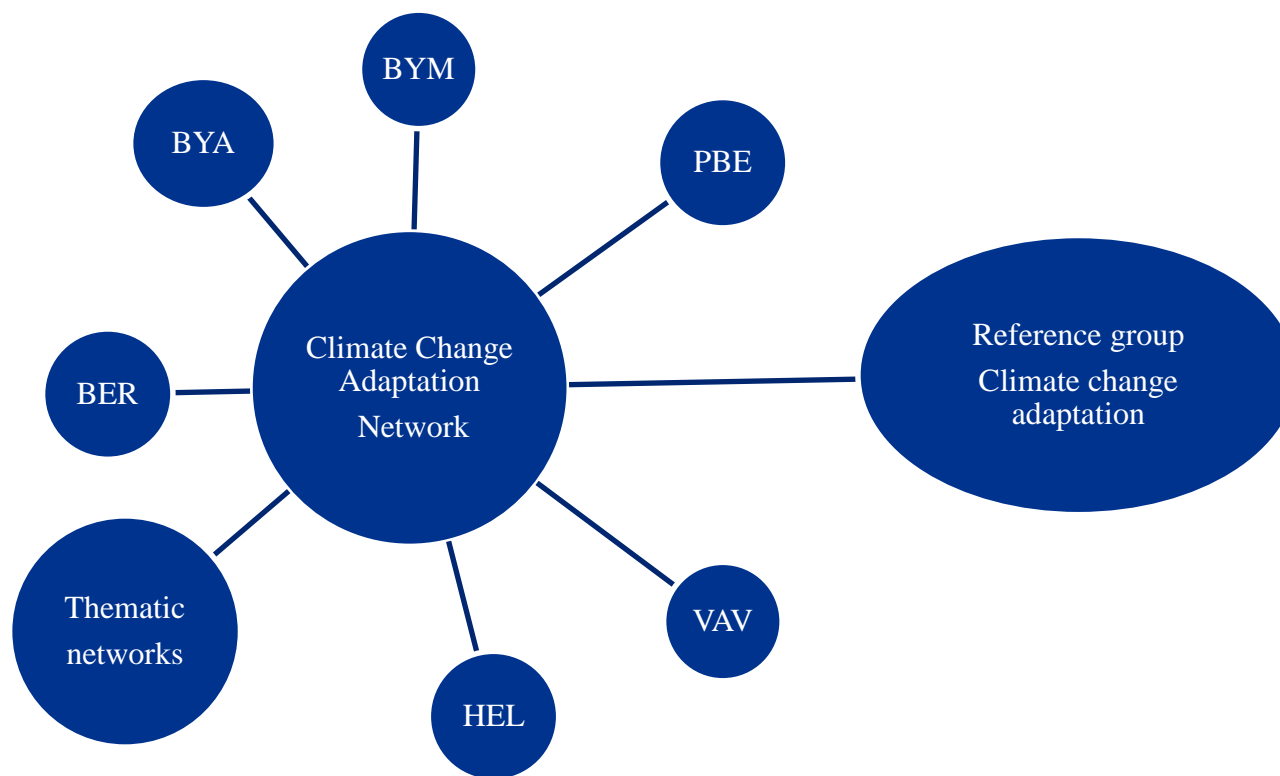 BYM
BYA
PBE
Climate Change
Adaptation
Network
Reference group
Climate change
adaptation
BER
Thematic
networks
VAV
HEL